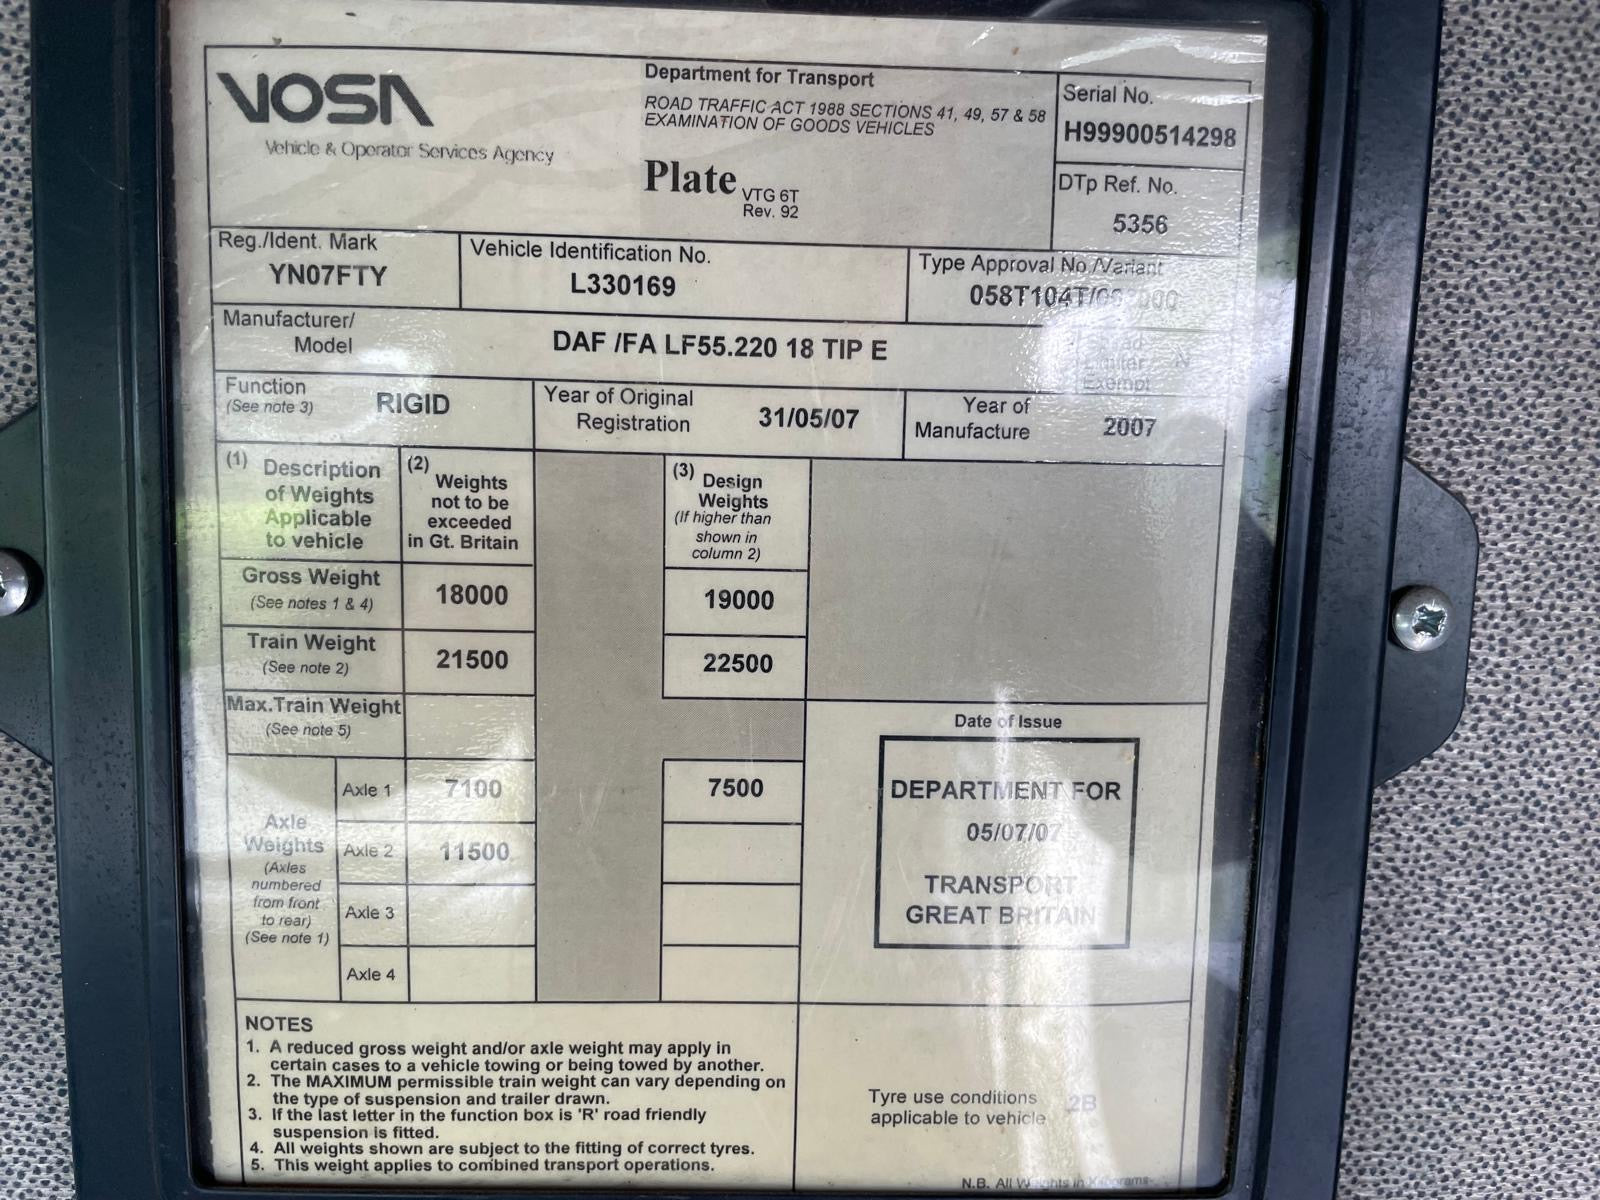 VOSA
Vehicle & Operator Services Agency
Department for Transport
ROAD TRAFFIC ACT 1988 SECTIONS 41, 49, 57 & 58
EXAMINATION OF GOODS VEHICLES
Plate VTG 6T
Rev. 92
Serial No.
H99900514298
DTp Ref. No.
5356
Reg./Ident. Mark
YN07FTY
Vehicle Identification No.
L330169
Type Approval No./Variant
Manufacturer/
Model
DAF /FA LF55.220 18 TIP E
Limiter N
Exempt
Function
(See note 3)
RIGID
Year of Original
Registration
31/05/07
Year of
Manufacture
2007
(1) Description
of Weights
Applicable
to vehicle
(2) Weights
not to be
exceeded
in Gt. Britain
(3) Design
Weights
(If higher than
shown in
column 2)
Gross Weight
(See notes 1 & 4)
18000
19000
Train Weight
(See note 2)
21500
22500
Max.Train Weight
(See note 5)
Axle
Weights
(Axles
numbered
from front
to rear)
(See note 1)
Axle 1
7100
7500
Axle 2
11500
Axle 3
Axle 4
Date of Issue
DEPARTMENT FOR
05/07/07
TRANSPORT
GREAT BRITAIN
NOTES
1. A reduced gross weight and/or axle weight may apply in
certain cases to a vehicle towing or being towed by another.
2. The MAXIMUM permissible train weight can vary depending on
the type of suspension and trailer drawn.
3. If the last letter in the function box is 'R' road friendly
suspension is fitted.
4. All weights shown are subject to the fitting of correct tyres.
5. This weight applies to combined transport operations.
Tyre use conditions
applicable to vehicle
2B
N.B. All Weights in Kilograms